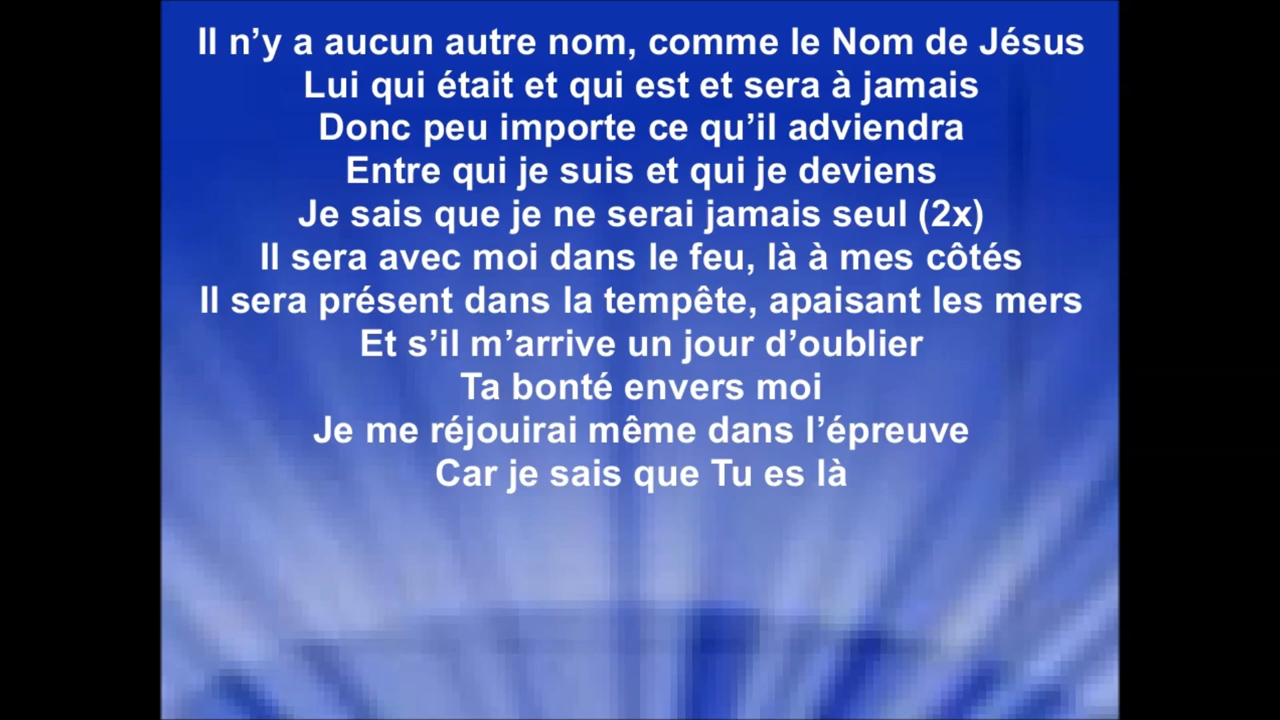 Il n’y a aucun autre nom, comme le Nom de Jésus
Lui qui était et qui est et sera à jamais
Donc peu importe ce qu’il adviendra
Entre qui je suis et qui je deviens
Je sais que je ne serai jamais seul (2x)
Il sera avec moi dans le feu, là à mes côtés
Il sera présent dans la tempête, apaisant les mers
Et s’il m’arrive un jour d’oublier
Ta bonté envers moi
Je me réjouirai même dans l’épreuve
Car je sais que Tu es là